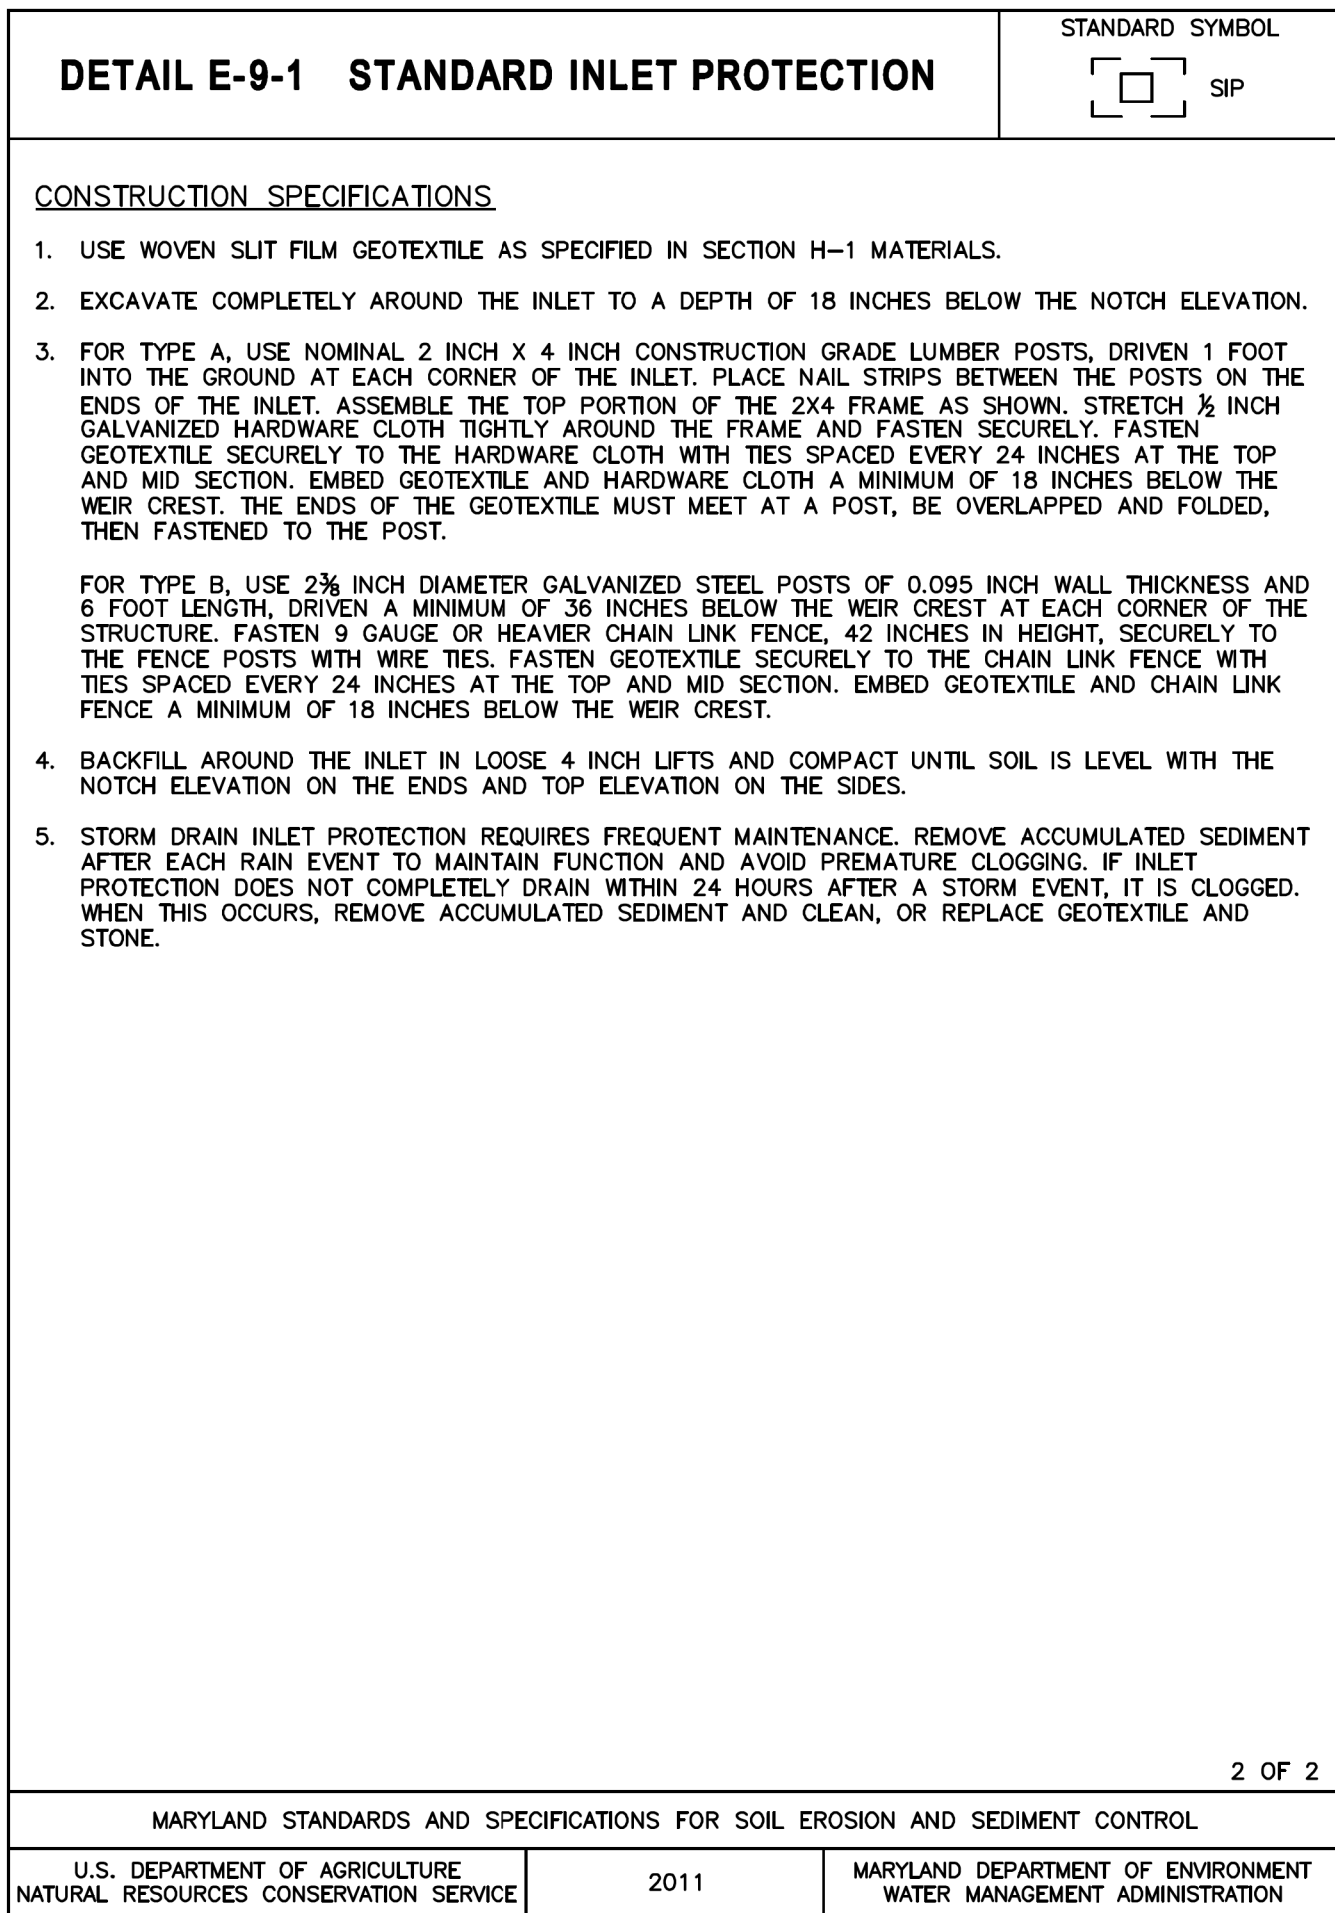 DETAIL E-9-1 STANDARD INLET PROTECTION
STANDARD SYMBOL
SIP
CONSTRUCTION SPECIFICATIONS
1. USE WOVEN SLIT FILM GEOTEXTILE AS SPECIFIED IN SECTION H-1 MATERIALS.
2. EXCAVATE COMPLETELY AROUND THE INLET TO A DEPTH OF 18 INCHES BELOW THE NOTCH ELEVATION.
3. FOR TYPE A, USE NOMINAL 2 INCH X 4 INCH CONSTRUCTION GRADE LUMBER POSTS, DRIVEN 1 FOOT
INTO THE GROUND AT EACH CORNER OF THE INLET. PLACE NAIL STRIPS BETWEEN THE POSTS ON THE
ENDS OF THE INLET. ASSEMBLE THE TOP PORTION OF THE 2X4 FRAME AS SHOWN. STRETCH ½ INCH
GALVANIZED HARDWARE CLOTH TIGHTLY AROUND THE FRAME AND FASTEN SECURELY. FASTEN
GEOTEXTILE SECURELY TO THE HARDWARE CLOTH WITH TIES SPACED EVERY 24 INCHES AT THE TOP
AND MID SECTION. EMBED GEOTEXTILE AND HARDWARE CLOTH A MINIMUM OF 18 INCHES BELOW THE
WEIR CREST. THE ENDS OF THE GEOTEXTILE MUST MEET AT A POST, BE OVERLAPPED AND FOLDED,
THEN FASTENED TO THE POST.
FOR TYPE B, USE 2⅜ INCH DIAMETER GALVANIZED STEEL POSTS OF 0.095 INCH WALL THICKNESS AND
6 FOOT LENGTH, DRIVEN A MINIMUM OF 36 INCHES BELOW THE WEIR CREST AT EACH CORNER OF THE
STRUCTURE. FASTEN 9 GAUGE OR HEAVIER CHAIN LINK FENCE, 42 INCHES IN HEIGHT, SECURELY TO
THE FENCE POSTS WITH WIRE TIES. FASTEN GEOTEXTILE SECURELY TO THE CHAIN LINK FENCE WITH
TIES SPACED EVERY 24 INCHES AT THE TOP AND MID SECTION. EMBED GEOTEXTILE AND CHAIN LINK
FENCE A MINIMUM OF 18 INCHES BELOW THE WEIR CREST.
4. BACKFILL AROUND THE INLET IN LOOSE 4 INCH LIFTS AND COMPACT UNTIL SOIL IS LEVEL WITH THE
NOTCH ELEVATION ON THE ENDS AND TOP ELEVATION ON THE SIDES.
5. STORM DRAIN INLET PROTECTION REQUIRES FREQUENT MAINTENANCE. REMOVE ACCUMULATED SEDIMENT
AFTER EACH RAIN EVENT TO MAINTAIN FUNCTION AND AVOID PREMATURE CLOGGING. IF INLET
PROTECTION DOES NOT COMPLETELY DRAIN WITHIN 24 HOURS AFTER A STORM EVENT, IT IS CLOGGED.
WHEN THIS OCCURS, REMOVE ACCUMULATED SEDIMENT AND CLEAN, OR REPLACE GEOTEXTILE AND
STONE.
2 OF 2
MARYLAND STANDARDS AND SPECIFICATIONS FOR SOIL EROSION AND SEDIMENT CONTROL
U.S. DEPARTMENT OF AGRICULTURE
NATURAL RESOURCES CONSERVATION SERVICE
2011
MARYLAND DEPARTMENT OF ENVIRONMENT
WATER MANAGEMENT ADMINISTRATION